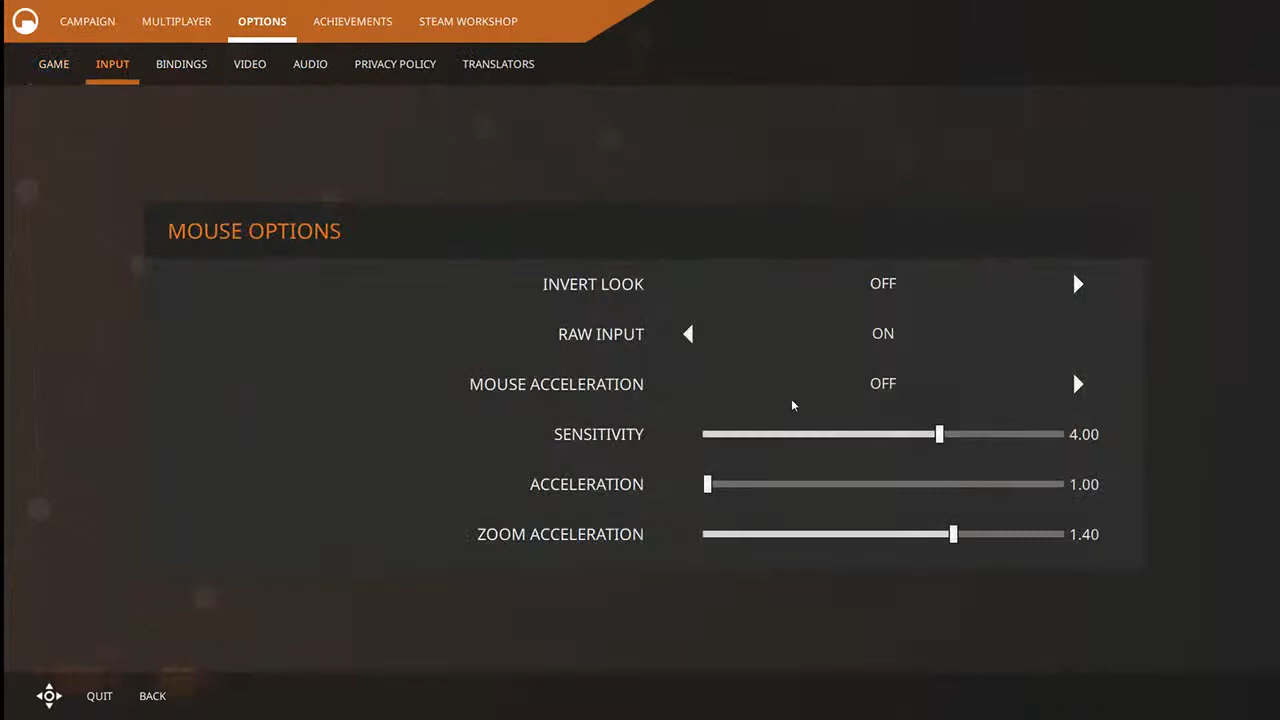 CAMPAIGN MULTIPLAYER OPTIONS ACHIEVEMENTS STEAM WORKSHOP
GAME INPUT BINDINGS VIDEO AUDIO PRIVACY POLICY TRANSLATORS
MOUSE OPTIONS
INVERT LOOK OFF
RAW INPUT ON
MOUSE ACCELERATION OFF
SENSITIVITY 4.00
ACCELERATION 1.00
ZOOM ACCELERATION 1.40
QUIT BACK